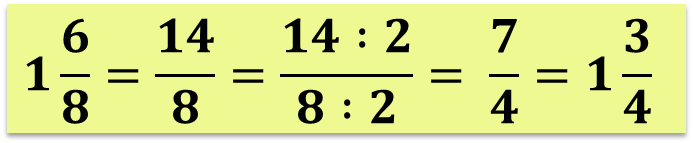 1 6/8 = 14/8 = 14 : 2/8 : 2 = 7/4 = 1 3/4